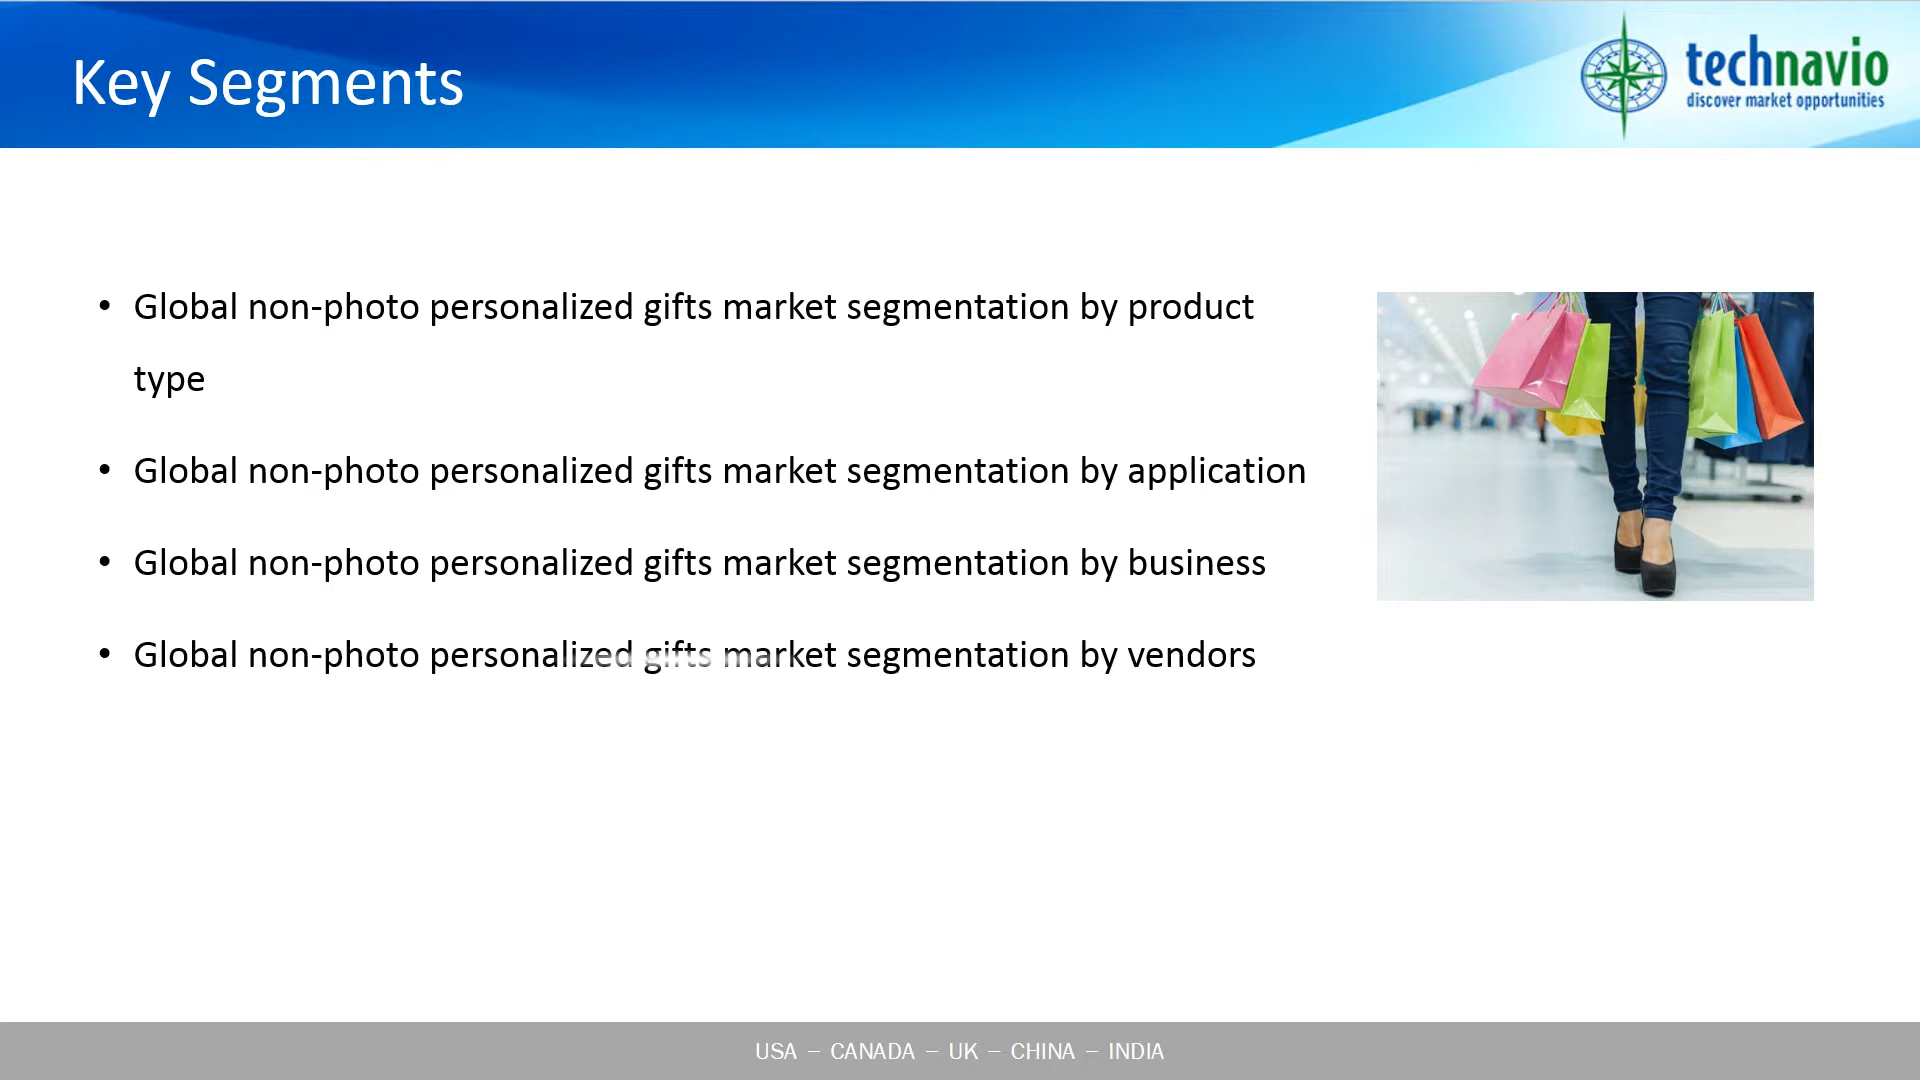 Key Segments
technavio
discover market opportunities
• Global non-photo personalized gifts market segmentation by product
type
• Global non-photo personalized gifts market segmentation by application
• Global non-photo personalized gifts market segmentation by business
• Global non-photo personalized gifts market segmentation by vendors
USA – CANADA – UK – CHINA – INDIA